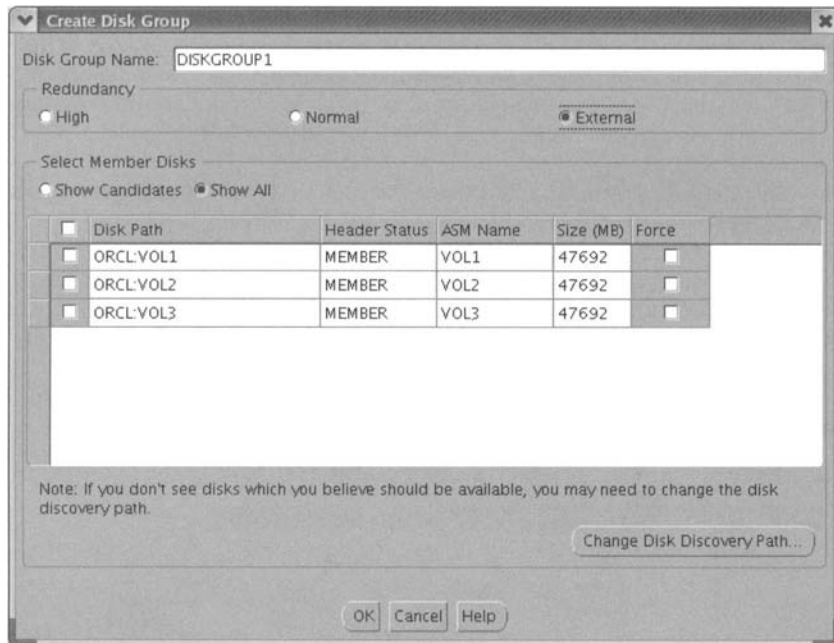 Create Disk Group
Disk Group Name: DISKGROUP1
Redundancy
High Normal External
Select Member Disks
Show Candidates Show All
Disk Path Header Status ASM Name Size (MB) Force
ORCL:VOL1 MEMBER VOL1 47692
ORCL:VOL2 MEMBER VOL2 47692
ORCL:VOL3 MEMBER VOL3 47692
Note: If you don't see disks which you believe should be available, you may need to change the disk
discovery path.
Change Disk Discovery Path...
OK Cancel Help